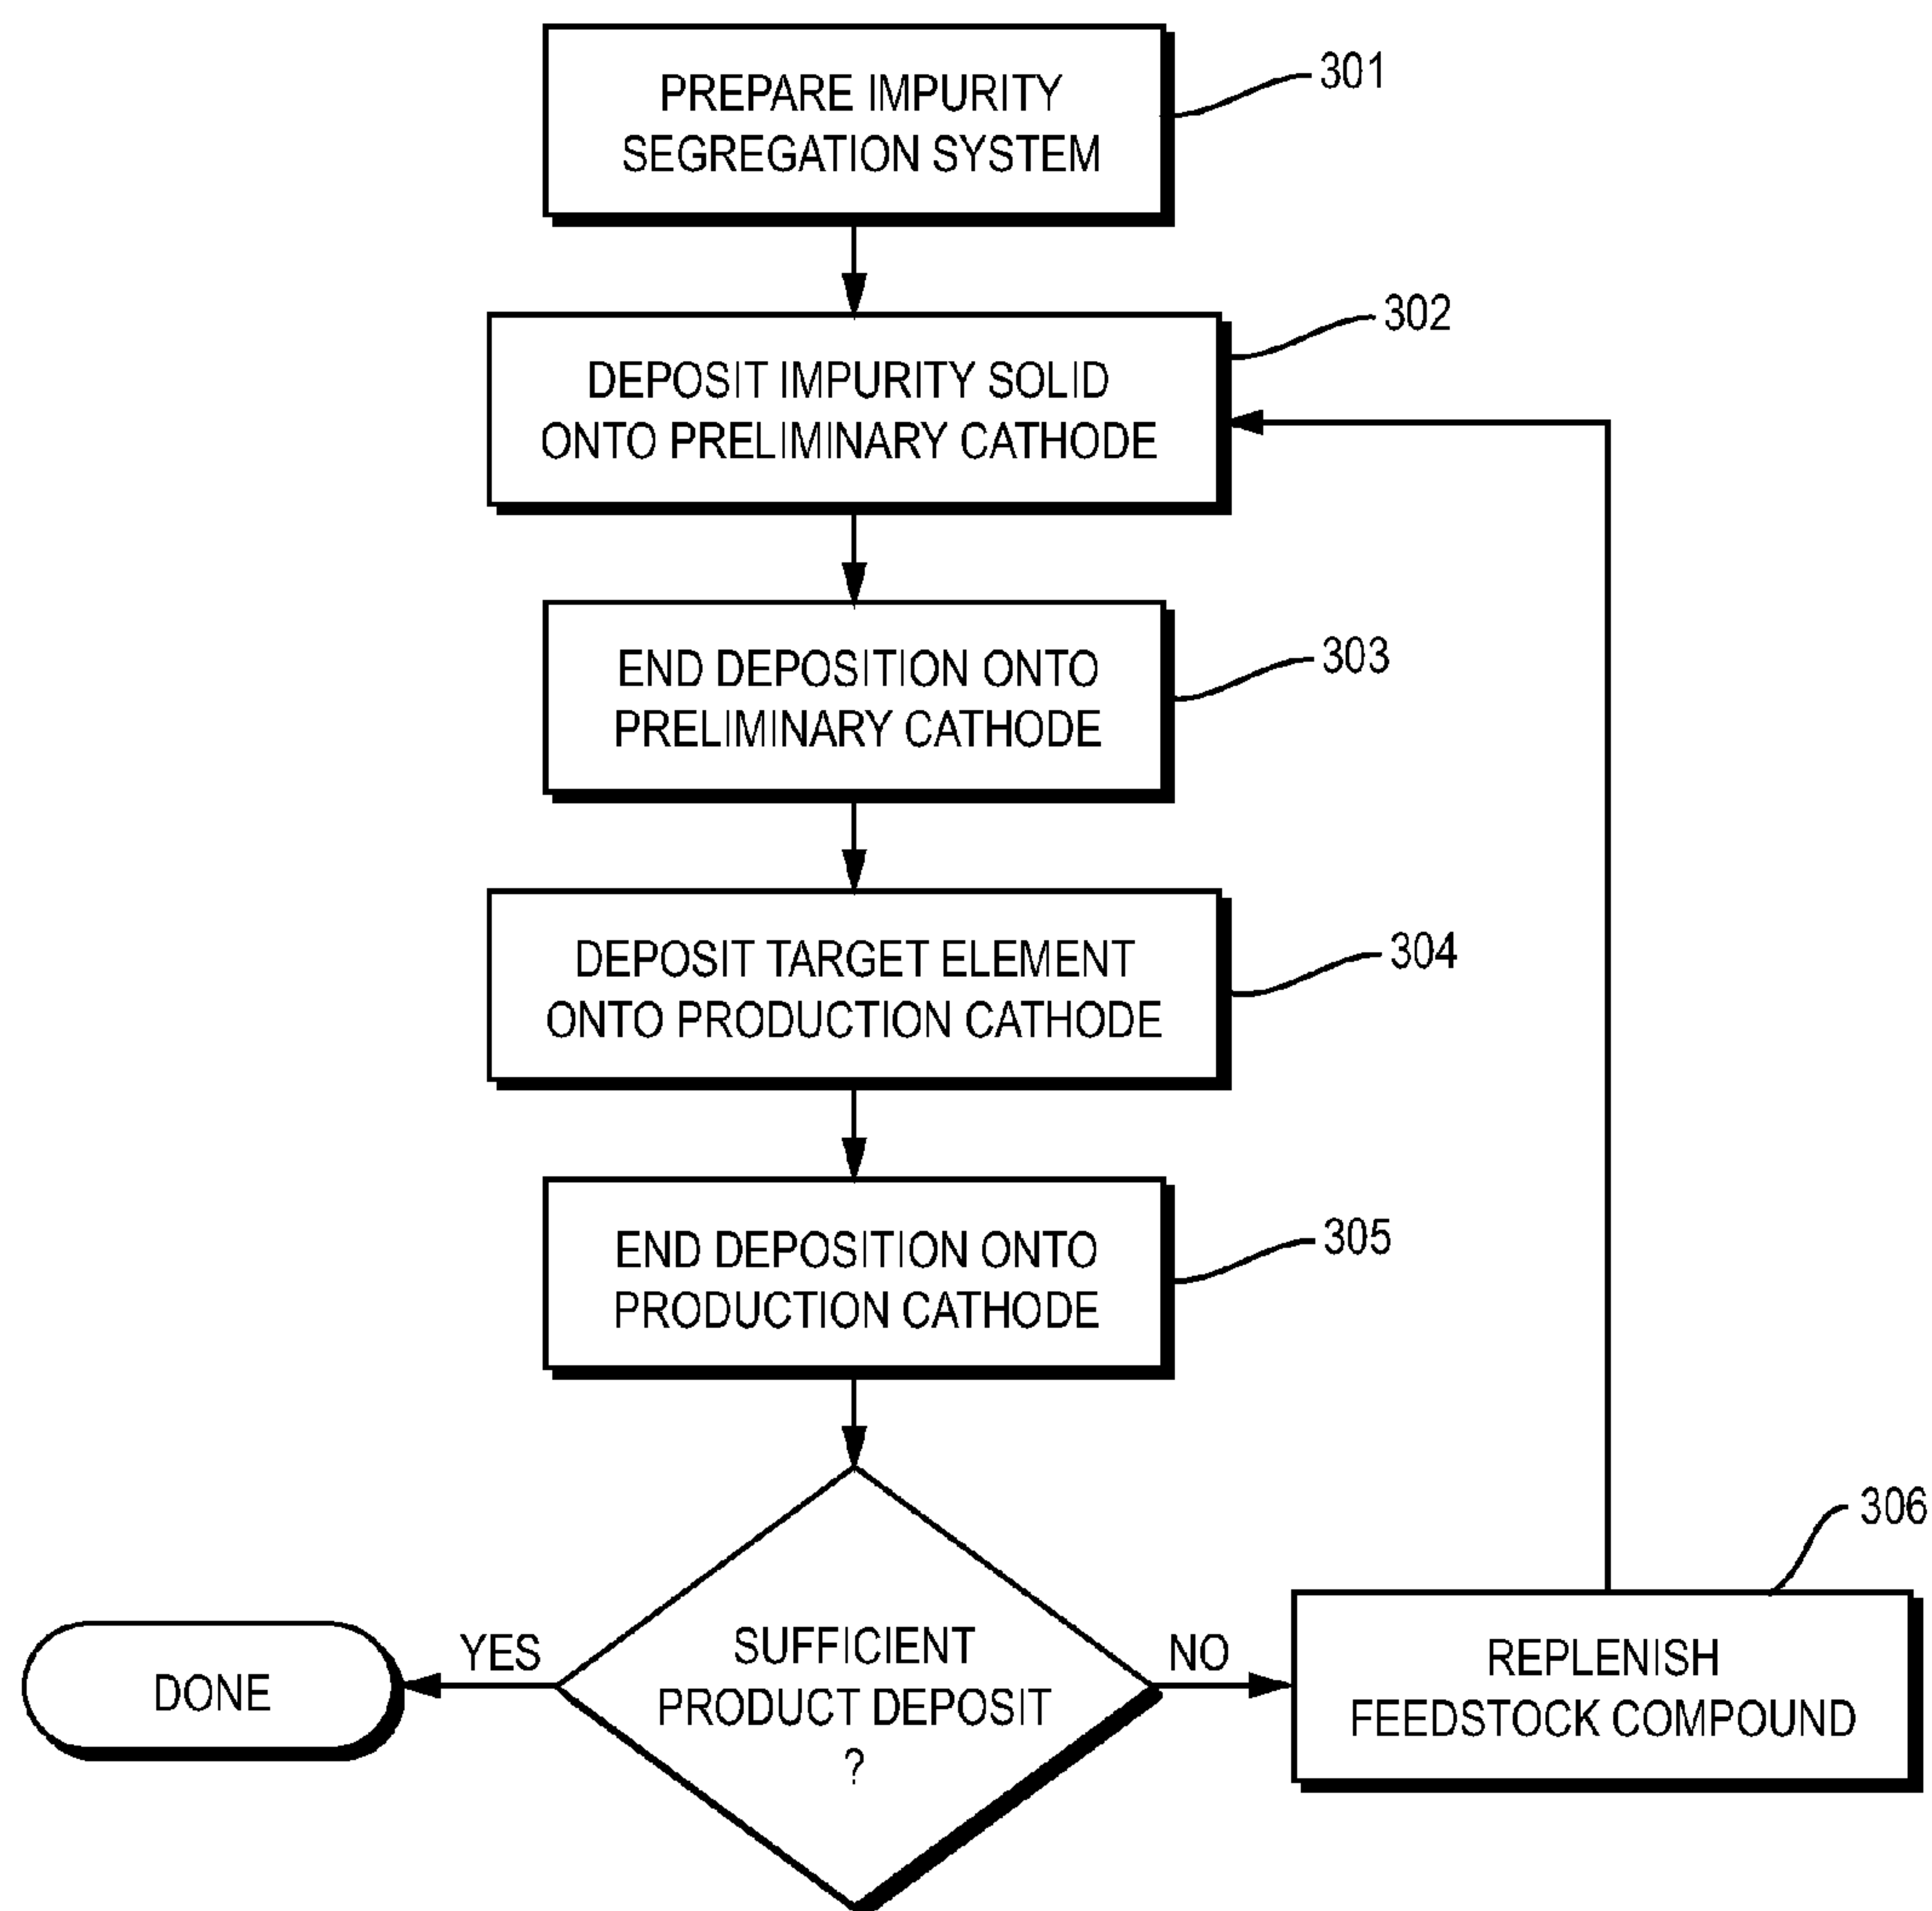 PREPARE IMPURITY
SEGREGATION SYSTEM
301
DEPOSIT IMPURITY SOLID
ONTO PRELIMINARY CATHODE
302
END DEPOSITION ONTO
PRELIMINARY CATHODE
303
DEPOSIT TARGET ELEMENT
ONTO PRODUCTION CATHODE
304
END DEPOSITION ONTO
PRODUCTION CATHODE
305
SUFFICIENT
PRODUCT DEPOSIT
?
YES
DONE
NO
REPLENISH
FEEDSTOCK COMPOUND
306